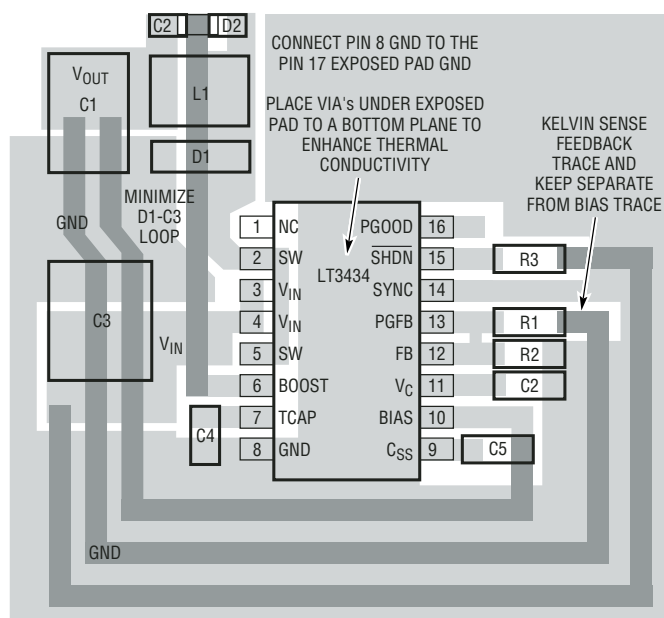 C2
D2
CONNECT PIN 8 GND TO THE
PIN 17 EXPOSED PAD GND
VOUT
C1
L1
PLACE VIA's UNDER EXPOSED
PAD TO A BOTTOM PLANE TO
ENHANCE THERMAL
CONDUCTIVITY
KELVIN SENSE
FEEDBACK
TRACE AND
KEEP SEPARATE
FROM BIAS TRACE
D1
MINIMIZE
D1-C3
LOOP
GND
C3
VIN
1 NC
2 SW
3 VIN
4 VIN
5 SW
6 BOOST
7 TCAP
8 GND
LT3434
PGOOD 16
SHDN 15
SYNC 14
PGFB 13
FB 12
VC 11
BIAS 10
CSS 9
R3
R1
R2
C2
C4
C5
GND